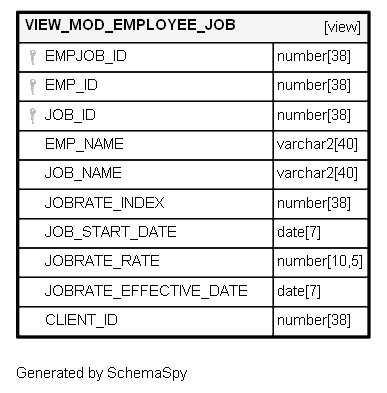 VIEW_MOD_EMPLOYEE_JOB [view]
EMPJOB_ID number[38]
EMP_ID number[38]
JOB_ID number[38]
EMP_NAME varchar2[40]
JOB_NAME varchar2[40]
JOBRATE_INDEX number[38]
JOB_START_DATE date[7]
JOBRATE_RATE number[10,5]
JOBRATE_EFFECTIVE_DATE date[7]
CLIENT_ID number[38]
Generated by SchemaSpy